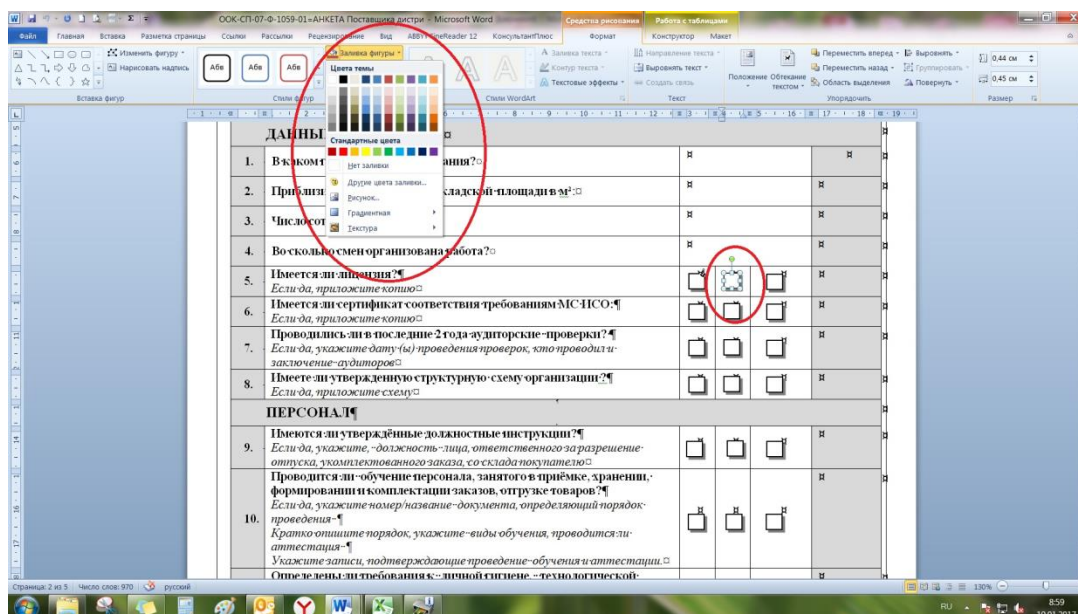 ООК-СП-07-Ф-1059-01=АНКЕТА Поставщика дистри - Microsoft Word
Средства рисования
Работа с таблицами
Файл Главная Вставка Разметка страницы Ссылки Рассылки Рецензирование Вид ABBYY FineReader 12 КонсультантПлюс Формат Конструктор Макет
Изменить фигуру
Нарисовать надпись
Абв Абв Абв
Заливка фигуры
Заливка текста
Контур текста
Текстовые эффекты
Направление текста
Выровнять текст
Создать связь
Положение
Обтекание текстом
Переместить вперед
Переместить назад
Область выделения
Выровнять
Группировать
Повернуть
0,44 см
0,45 см
Вставка фигур
Стили фигур
Стили WordArt
Текст
Упорядочить
Размер
Цвета темы
Стандартные цвета
Нет заливки
Другие цвета заливки...
Рисунок...
Градиентная
Текстура
ДАННЫ
1. В каком ания?
2. Приблизи кладской площади в м²:
3. Число сот
4. Во сколько смен организована работа?
5. Имеется ли лицензия?¶
Если да, приложите копию
6. Имеется ли сертификат соответствия требованиям МС ИСО:¶
Если да, приложите копию
7. Проводились ли в последние 2 года аудиторские проверки?¶
Если да, укажите дату (ы) проведения проверок, кто проводил и
заключение аудиторов
8. Имеете ли утвержденную структурную схему организации ?¶
Если да, приложите схему
ПЕРСОНАЛ¶
9. Имеются ли утверждённые должностные инструкции?¶
Если да, укажите, должность лица, ответственного за разрешение
отпуска, укомплектованного заказа, со склада покупателю
10. Проводится ли обучение персонала, занятого в приёмке, хранении,
формировании и комплектации заказов, отгрузке товаров?¶
Если да, укажите номер/название документа, определяющий порядок
проведения ¶
Кратко опишите порядок, укажите виды обучения, проводится ли
аттестация ¶
Укажите записи, подтверждающие проведение обучения и аттестации.
Определены ли требования к личной гигиене, технологической
Страница: 2 из 5 Число слов: 970 русский
130%
RU
8:59
10.01.2017